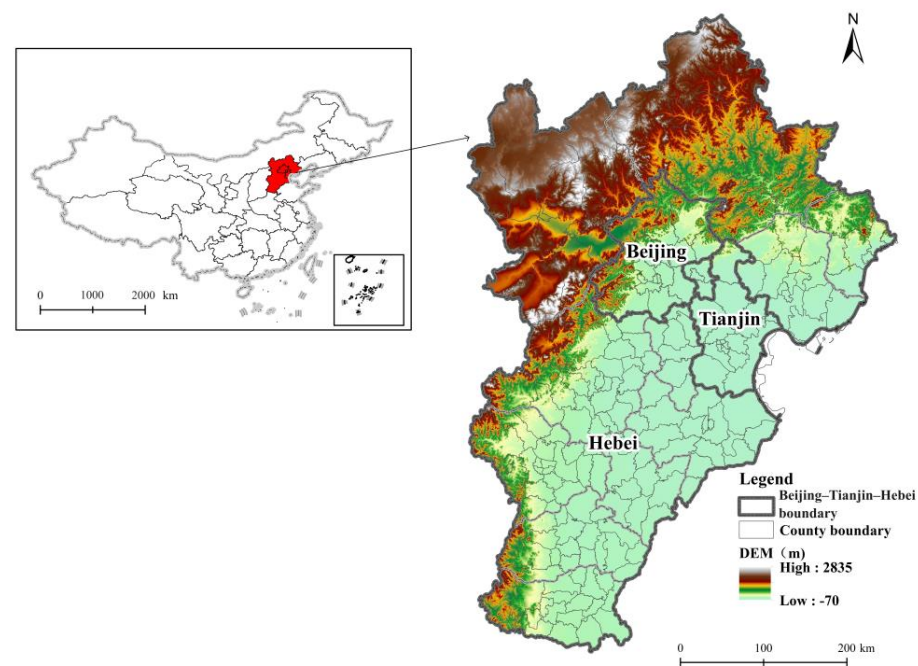 N
0 1000 2000 km
Beijing
Tianjin
Hebei
Legend
Beijing–Tianjin–Hebei
boundary
County boundary
DEM（m）
High : 2835
Low : -70
0 100 200 km